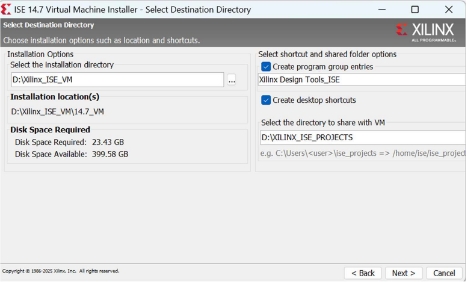 ISE 14.7 Virtual Machine Installer - Select Destination Directory
Select Destination Directory
Choose installation options such as location and shortcuts.
XILINX
ALL PROGRAMMABLE.
Installation Options
Select the installation directory
D:\Xilinx_ISE_VM
...
Installation location(s)
D:\Xilinx_ISE_VM\14.7_VM
Disk Space Required
Disk Space Required: 23.43 GB
Disk Space Available: 399.58 GB
Select shortcut and shared folder options
Create program group entries
Xilinx Design Tools_ISE
Create desktop shortcuts
Select the directory to share with VM
D:\XILINX_ISE_PROJECTS
e.g. C:\Users\<user>\ise_projects => /home/ise/ise_project
Copyright © 1986-2025 Xilinx, Inc. All rights reserved.
< Back
Next >
Cancel